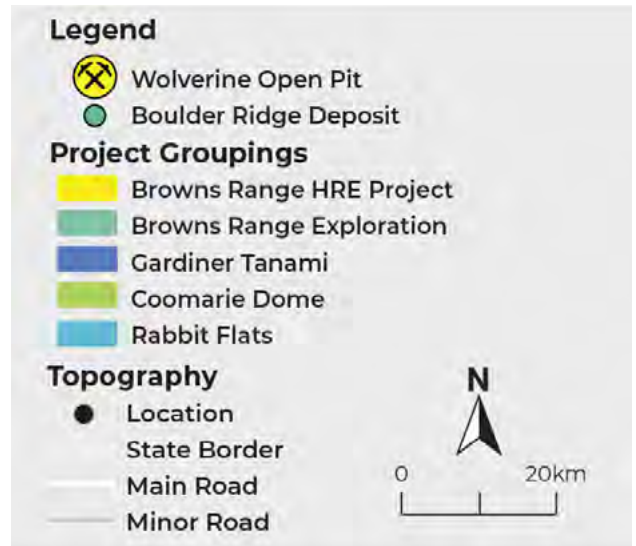 Legend
Wolverine Open Pit
Boulder Ridge Deposit
Project Groupings
Browns Range HRE Project
Browns Range Exploration
Gardiner Tanami
Coomarie Dome
Rabbit Flats
Topography
Location
State Border
Main Road
Minor Road
N
0 20km